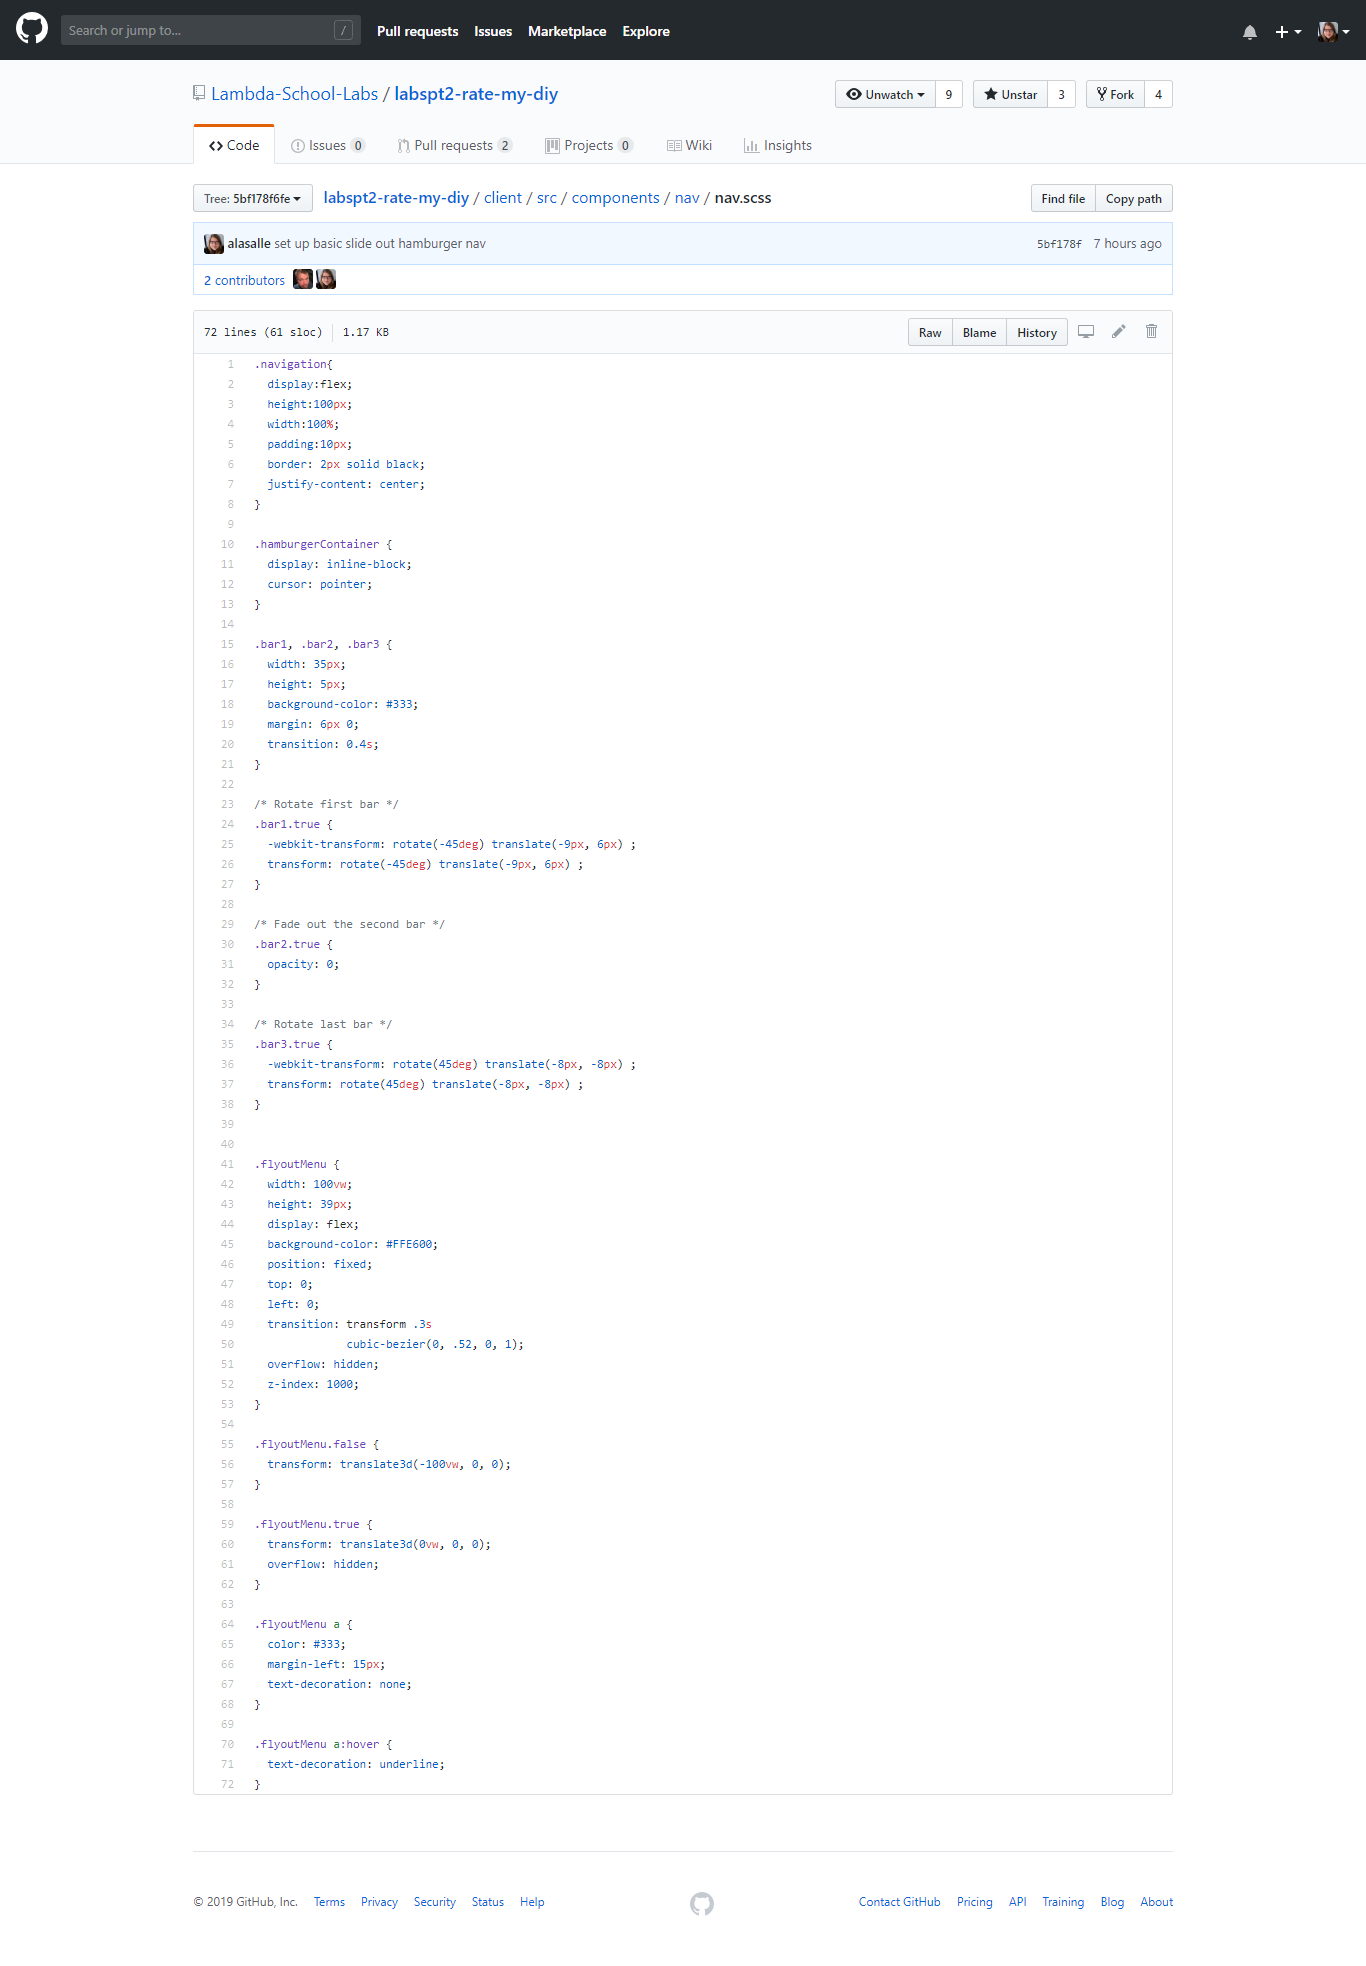 Search or jump to... / Pull requests Issues Marketplace Explore
Lambda-School-Labs / labspt2-rate-my-diy Unwatch 9 Unstar 3 Fork 4
Code Issues 0 Pull requests 2 Projects 0 Wiki Insights
Tree: 5bf178f6fe labspt2-rate-my-diy / client / src / components / nav / nav.scss Find file Copy path
alasalle set up basic slide out hamburger nav 5bf178f 7 hours ago
2 contributors
72 lines (61 sloc) 1.17 KB Raw Blame History
1 .navigation{
2 display:flex;
3 height:100px;
4 width:100%;
5 padding:10px;
6 border: 2px solid black;
7 justify-content: center;
8 }
9
10 .hamburgerContainer {
11 display: inline-block;
12 cursor: pointer;
13 }
14
15 .bar1, .bar2, .bar3 {
16 width: 35px;
17 height: 5px;
18 background-color: #333;
19 margin: 6px 0;
20 transition: 0.4s;
21 }
22
23 /* Rotate first bar */
24 .bar1.true {
25 -webkit-transform: rotate(-45deg) translate(-9px, 6px) ;
26 transform: rotate(-45deg) translate(-9px, 6px) ;
27 }
28
29 /* Fade out the second bar */
30 .bar2.true {
31 opacity: 0;
32 }
33
34 /* Rotate last bar */
35 .bar3.true {
36 -webkit-transform: rotate(45deg) translate(-8px, -8px) ;
37 transform: rotate(45deg) translate(-8px, -8px) ;
38 }
39
40
41 .flyoutMenu {
42 width: 100vw;
43 height: 39px;
44 display: flex;
45 background-color: #FFE600;
46 position: fixed;
47 top: 0;
48 left: 0;
49 transition: transform .3s
50 cubic-bezier(0, .52, 0, 1);
51 overflow: hidden;
52 z-index: 1000;
53 }
54
55 .flyoutMenu.false {
56 transform: translate3d(-100vw, 0, 0);
57 }
58
59 .flyoutMenu.true {
60 transform: translate3d(0vw, 0, 0);
61 overflow: hidden;
62 }
63
64 .flyoutMenu a {
65 color: #333;
66 margin-left: 15px;
67 text-decoration: none;
68 }
69
70 .flyoutMenu a:hover {
71 text-decoration: underline;
72 }
© 2019 GitHub, Inc. Terms Privacy Security Status Help Contact GitHub Pricing API Training Blog About